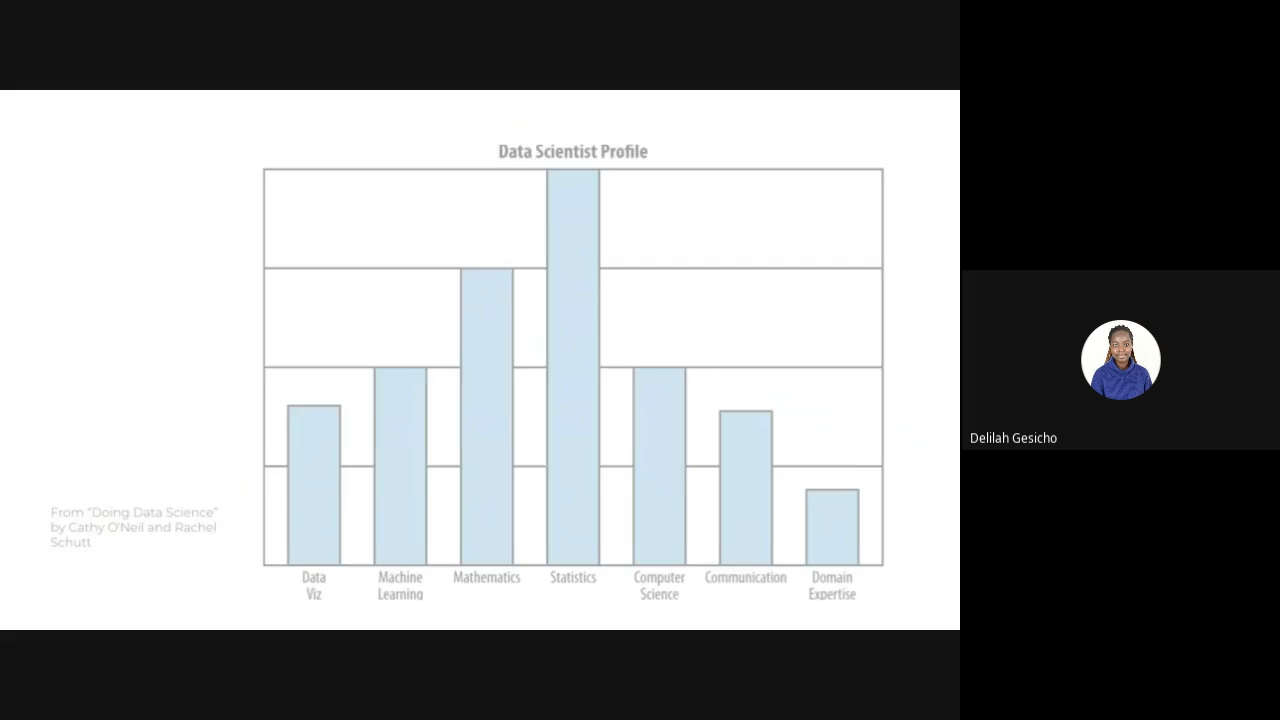 Data Scientist Profile
From “Doing Data Science”
by Cathy O'Neil and Rachel
Schutt
Data
Viz
Machine
Learning
Mathematics
Statistics
Computer
Science
Communication
Domain
Expertise
Delilah Gesicho